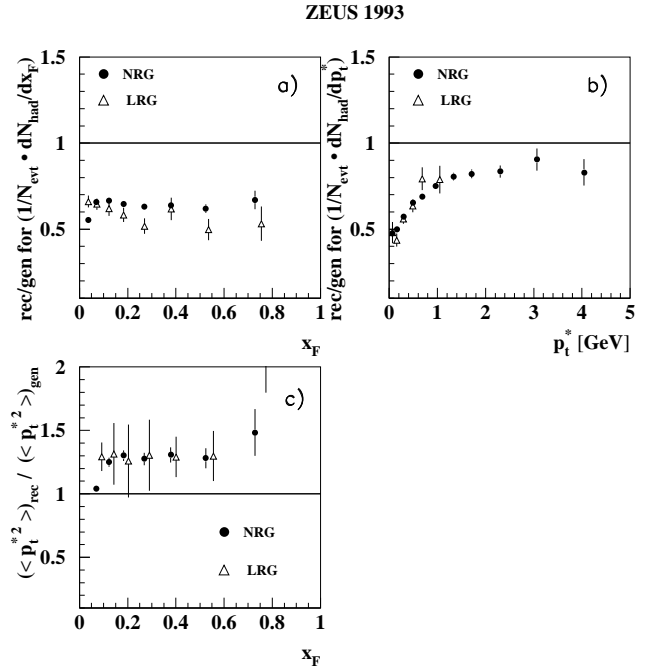 ZEUS 1993
rec/gen for (1/N_evt • dN_had/dx_F)
1.5
1
0.5
NRG
LRG
a)
0 0.2 0.4 0.6 0.8 1
x_F
rec/gen for (1/N_evt • dN_had/dp_t^*)
1.5
1
0.5
NRG
LRG
b)
0 1 2 3 4 5
p_t^* [GeV]
(< p_t^{*2} >)_rec / (< p_t^{*2} >)_gen
2
1.5
1
0.5
c)
NRG
LRG
0 0.2 0.4 0.6 0.8 1
x_F